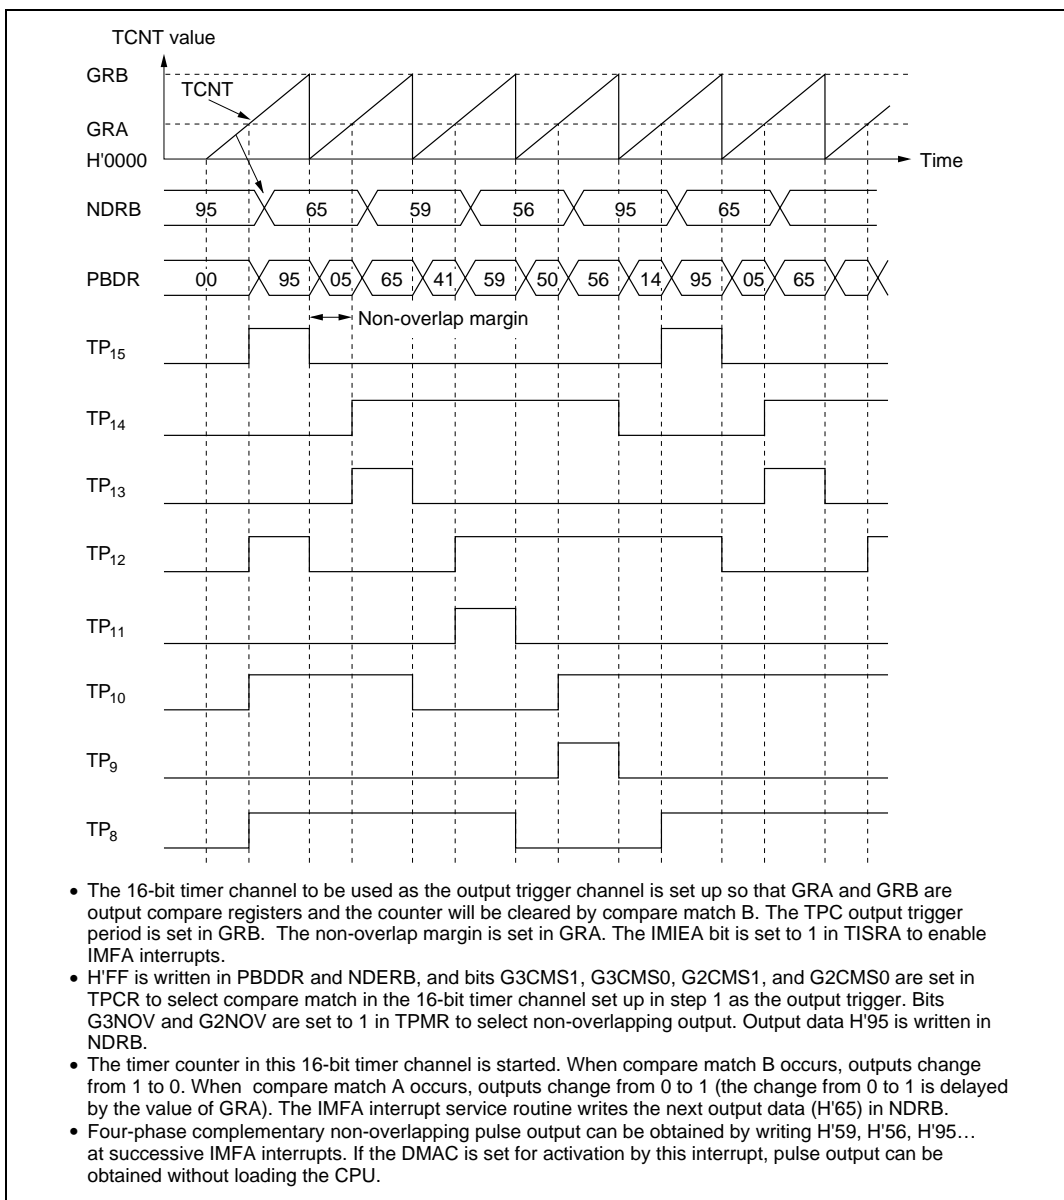 TCNT value
GRB
TCNT
GRA
H'0000
Time
NDRB 95 65 59 56 95 65
PBDR 00 95 05 65 41 59 50 56 14 95 05 65
Non-overlap margin
TP15
TP14
TP13
TP12
TP11
TP10
TP9
TP8
• The 16-bit timer channel to be used as the output trigger channel is set up so that GRA and GRB are
output compare registers and the counter will be cleared by compare match B. The TPC output trigger
period is set in GRB. The non-overlap margin is set in GRA. The IMIEA bit is set to 1 in TISRA to enable
IMFA interrupts.
• H'FF is written in PBDDR and NDERB, and bits G3CMS1, G3CMS0, G2CMS1, and G2CMS0 are set in
TPCR to select compare match in the 16-bit timer channel set up in step 1 as the output trigger. Bits
G3NOV and G2NOV are set to 1 in TPMR to select non-overlapping output. Output data H'95 is written in
NDRB.
• The timer counter in this 16-bit timer channel is started. When compare match B occurs, outputs change
from 1 to 0. When compare match A occurs, outputs change from 0 to 1 (the change from 0 to 1 is delayed
by the value of GRA). The IMFA interrupt service routine writes the next output data (H'65) in NDRB.
• Four-phase complementary non-overlapping pulse output can be obtained by writing H'59, H'56, H'95…
at successive IMFA interrupts. If the DMAC is set for activation by this interrupt, pulse output can be
obtained without loading the CPU.